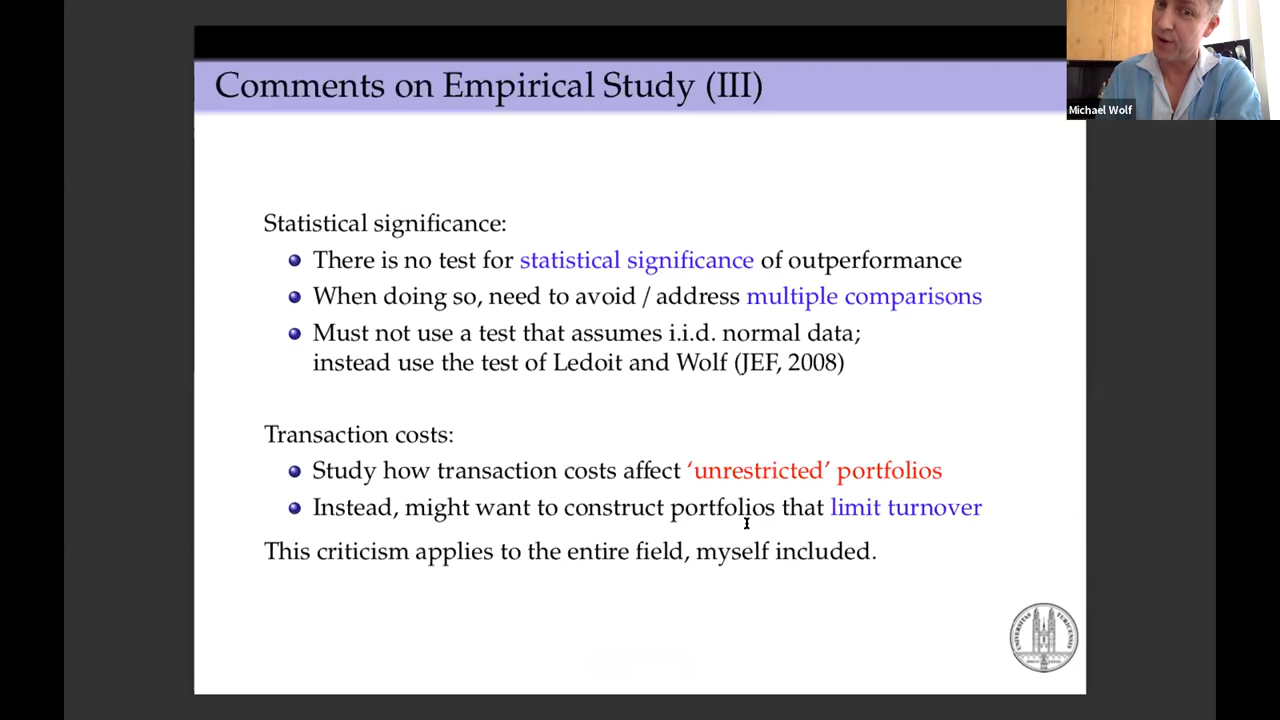 Comments on Empirical Study (III)
Michael Wolf
Statistical significance:
There is no test for statistical significance of outperformance
When doing so, need to avoid / address multiple comparisons
Must not use a test that assumes i.i.d. normal data;
instead use the test of Ledoit and Wolf (JEF, 2008)
Transaction costs:
Study how transaction costs affect ‘unrestricted’ portfolios
Instead, might want to construct portfolios that limit turnover
This criticism applies to the entire field, myself included.
UNIVERSITAS
TURICENSIS